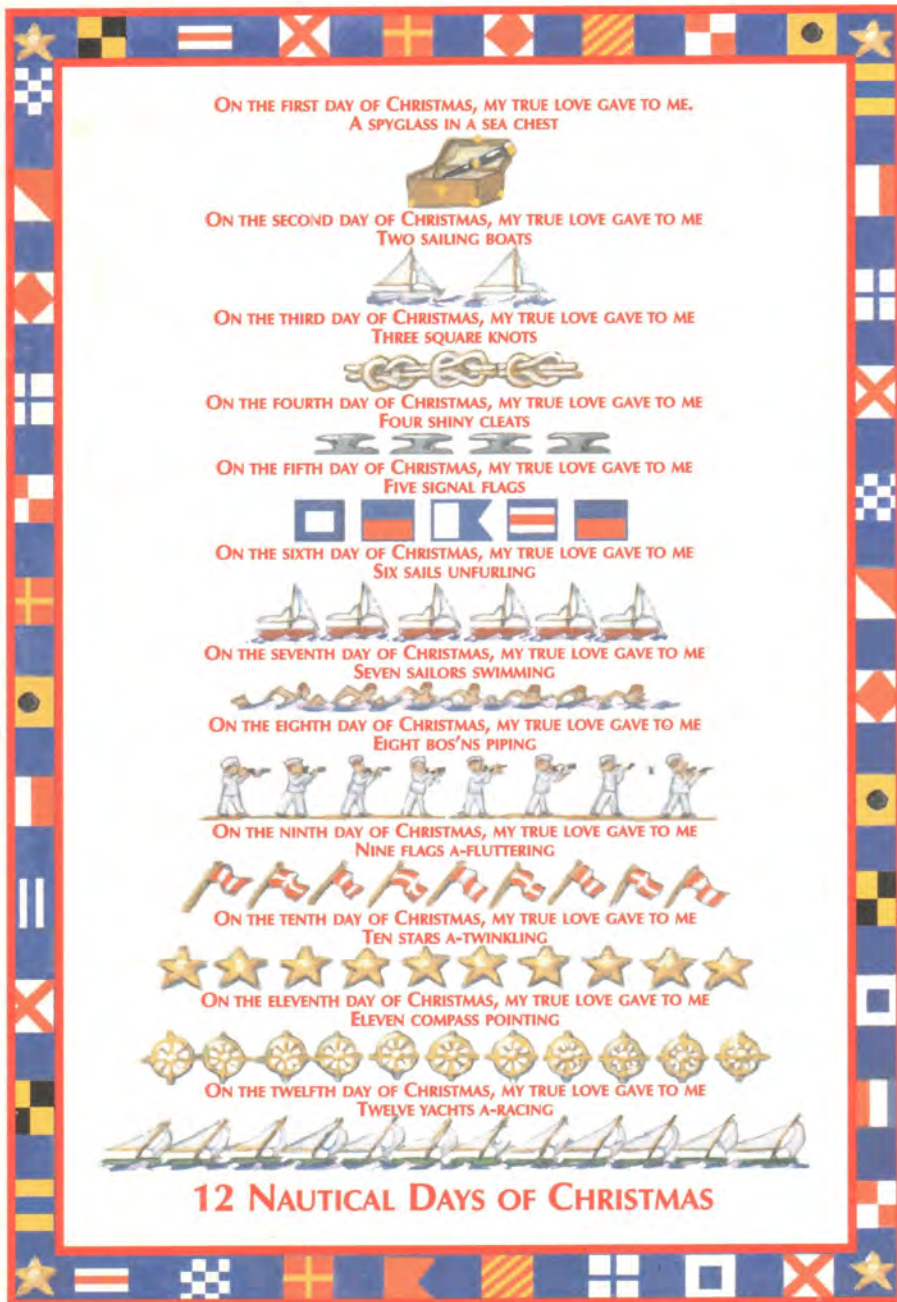 On the first day of Christmas, my true love gave to me.
A spyglass in a sea chest
On the second day of Christmas, my true love gave to me
Two sailing boats
On the third day of Christmas, my true love gave to me
Three square knots
On the fourth day of Christmas, my true love gave to me
Four shiny cleats
On the fifth day of Christmas, my true love gave to me
Five signal flags
On the sixth day of Christmas, my true love gave to me
Six sails unfurling
On the seventh day of Christmas, my true love gave to me
Seven sailors swimming
On the eighth day of Christmas, my true love gave to me
Eight bos'ns piping
On the ninth day of Christmas, my true love gave to me
Nine flags a-fluttering
On the tenth day of Christmas, my true love gave to me
Ten stars a-twinkling
On the eleventh day of Christmas, my true love gave to me
Eleven compass pointing
On the twelfth day of Christmas, my true love gave to me
Twelve yachts a-racing
12 Nautical Days of Christmas